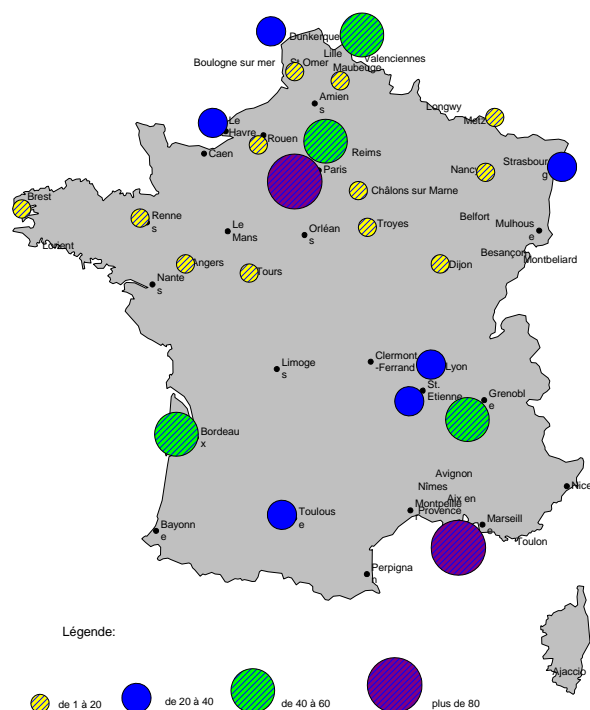 Dunkerque
Lille
Valenciennes
Boulogne sur mer
St Omer
Maubeuge
Amien
s
Longwy
Metz
Le
Havre
Rouen
Caen
Reims
Paris
Nancy
Strasbour
g
Châlons sur Marne
Brest
Renne
s
Le
Mans
Orléan
s
Troyes
Belfort
Mulhous
e
Lorient
Besançon
Montbeliard
Angers
Tours
Dijon
Nante
s
Limoge
s
Clermont
-Ferrand
Lyon
St.
Etienne
Grenobl
e
Bordeau
x
Avignon
Nîmes
Nice
Montpellie
r
Aix en
Provence
Toulous
e
Marseill
e
Bayonn
e
Toulon
Perpigna
n
Légende:
Ajaccio
de 1 à 20
de 20 à 40
de 40 à 60
plus de 80